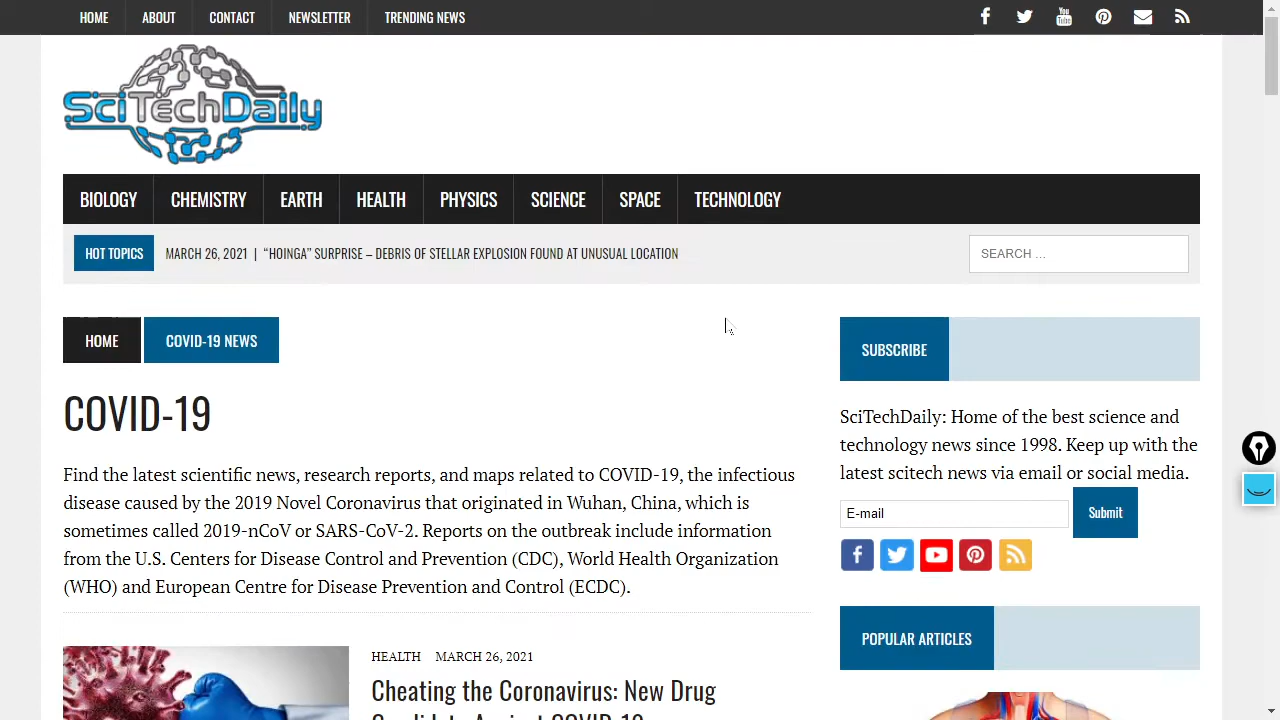 HOME ABOUT CONTACT NEWSLETTER TRENDING NEWS
You Tube
SciTechDaily
BIOLOGY CHEMISTRY EARTH HEALTH PHYSICS SCIENCE SPACE TECHNOLOGY
HOT TOPICS MARCH 26, 2021 | “HOINGA” SURPRISE – DEBRIS OF STELLAR EXPLOSION FOUND AT UNUSUAL LOCATION SEARCH …
HOME COVID-19 NEWS
COVID-19
Find the latest scientific news, research reports, and maps related to COVID-19, the infectious
disease caused by the 2019 Novel Coronavirus that originated in Wuhan, China, which is
sometimes called 2019-nCoV or SARS-CoV-2. Reports on the outbreak include information
from the U.S. Centers for Disease Control and Prevention (CDC), World Health Organization
(WHO) and European Centre for Disease Prevention and Control (ECDC).
HEALTH MARCH 26, 2021
Cheating the Coronavirus: New Drug
Candidate Against COVID-19
SUBSCRIBE
SciTechDaily: Home of the best science and
technology news since 1998. Keep up with the
latest scitech news via email or social media.
E-mail Submit
POPULAR ARTICLES